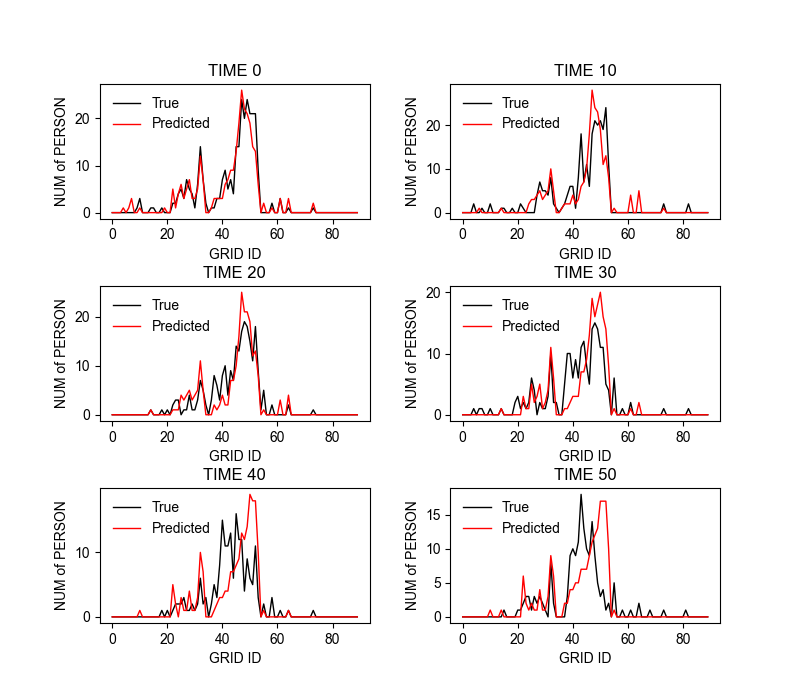 TIME 0
NUM of PERSON
20
10
0
True
Predicted
0 20 40 60 80
GRID ID
TIME 10
NUM of PERSON
20
10
0
True
Predicted
0 20 40 60 80
GRID ID
TIME 20
NUM of PERSON
20
10
0
True
Predicted
0 20 40 60 80
GRID ID
TIME 30
NUM of PERSON
20
10
0
True
Predicted
0 20 40 60 80
GRID ID
TIME 40
NUM of PERSON
10
0
True
Predicted
0 20 40 60 80
GRID ID
TIME 50
NUM of PERSON
15
10
5
0
True
Predicted
0 20 40 60 80
GRID ID